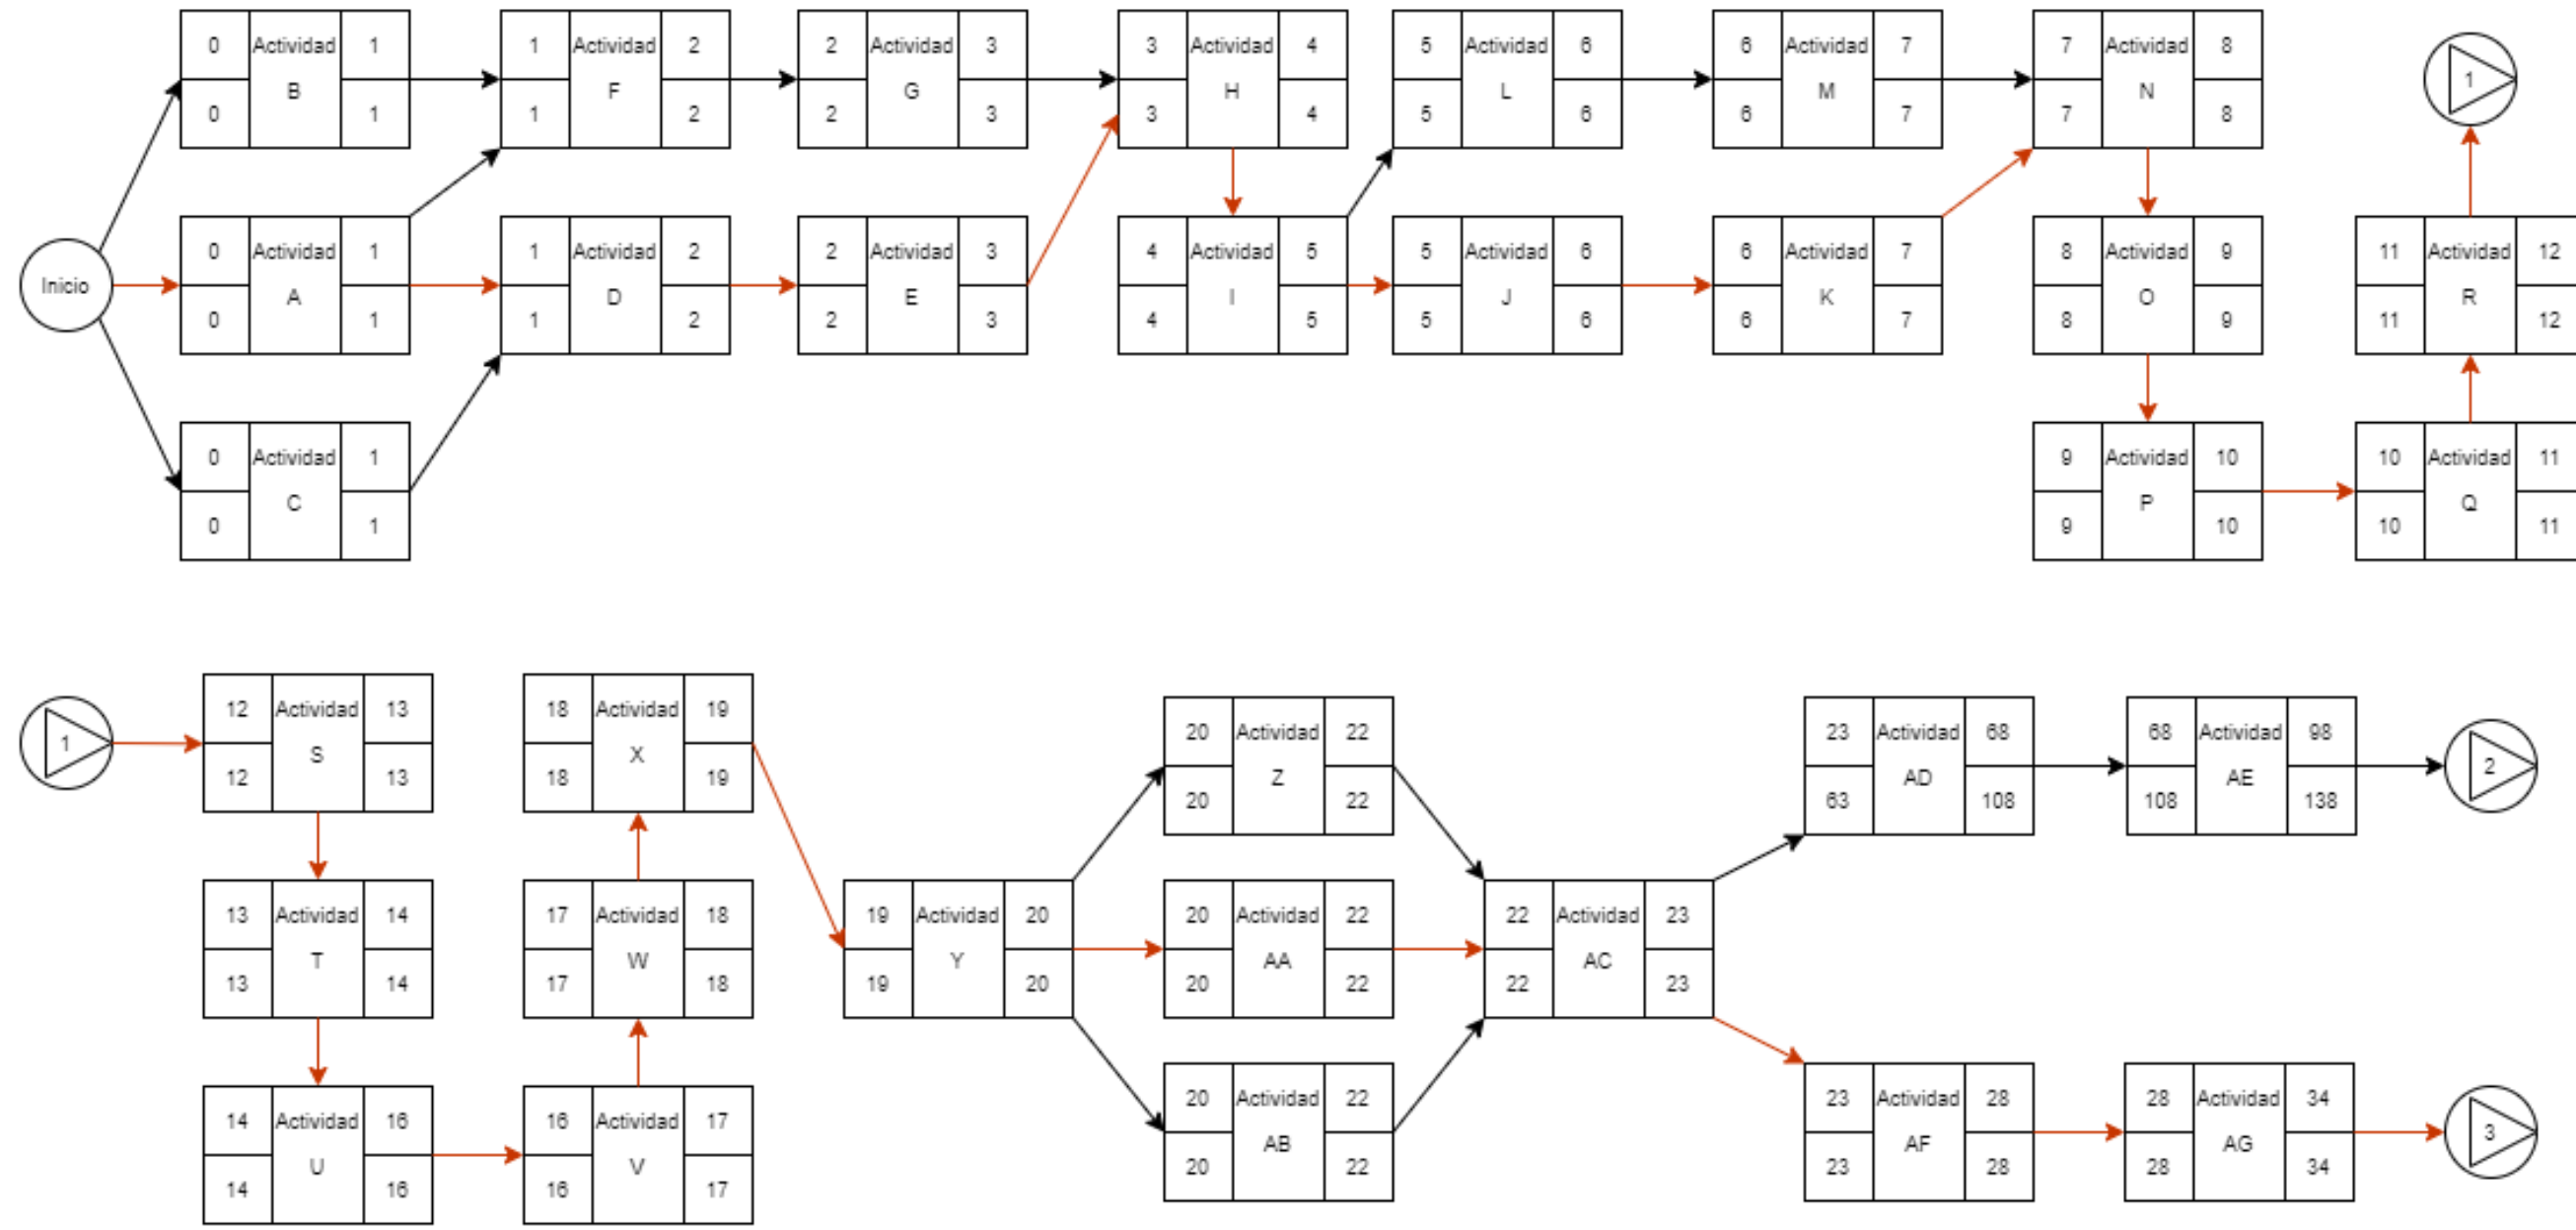 0 Actividad 1
B
0 1
1 Actividad 2
F
1 2
2 Actividad 3
G
2 3
3 Actividad 4
H
3 4
5 Actividad 6
L
5 6
6 Actividad 7
M
6 7
7 Actividad 8
N
7 8
1
Inicio
0 Actividad 1
A
0 1
1 Actividad 2
D
1 2
2 Actividad 3
E
2 3
4 Actividad 5
I
4 5
5 Actividad 6
J
5 6
6 Actividad 7
K
6 7
8 Actividad 9
O
8 9
11 Actividad 12
R
11 12
0 Actividad 1
C
0 1
9 Actividad 10
P
9 10
10 Actividad 11
Q
10 11
1
12 Actividad 13
S
12 13
18 Actividad 19
X
18 19
20 Actividad 22
Z
20 22
23 Actividad 68
AD
63 108
68 Actividad 98
AE
108 138
2
13 Actividad 14
T
13 14
17 Actividad 18
W
17 18
19 Actividad 20
Y
19 20
20 Actividad 22
AA
20 22
22 Actividad 23
AC
22 23
14 Actividad 16
U
14 16
16 Actividad 17
V
16 17
20 Actividad 22
AB
20 22
23 Actividad 28
AF
23 28
28 Actividad 34
AG
28 34
3